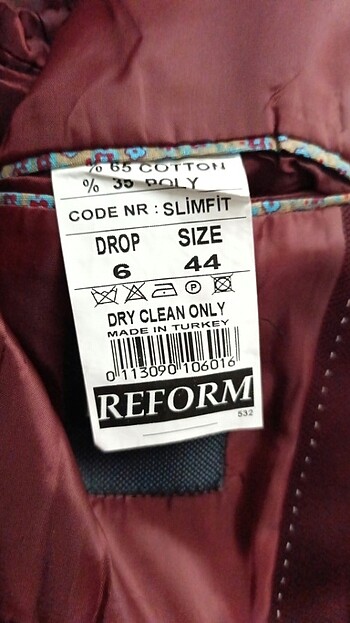 % 65 COTTON
% 35 POLY
CODE NR : SLİMFİT
DROP SIZE
6 44
DRY CLEAN ONLY
MADE IN TURKEY
0 113090 106016
REFORM
532